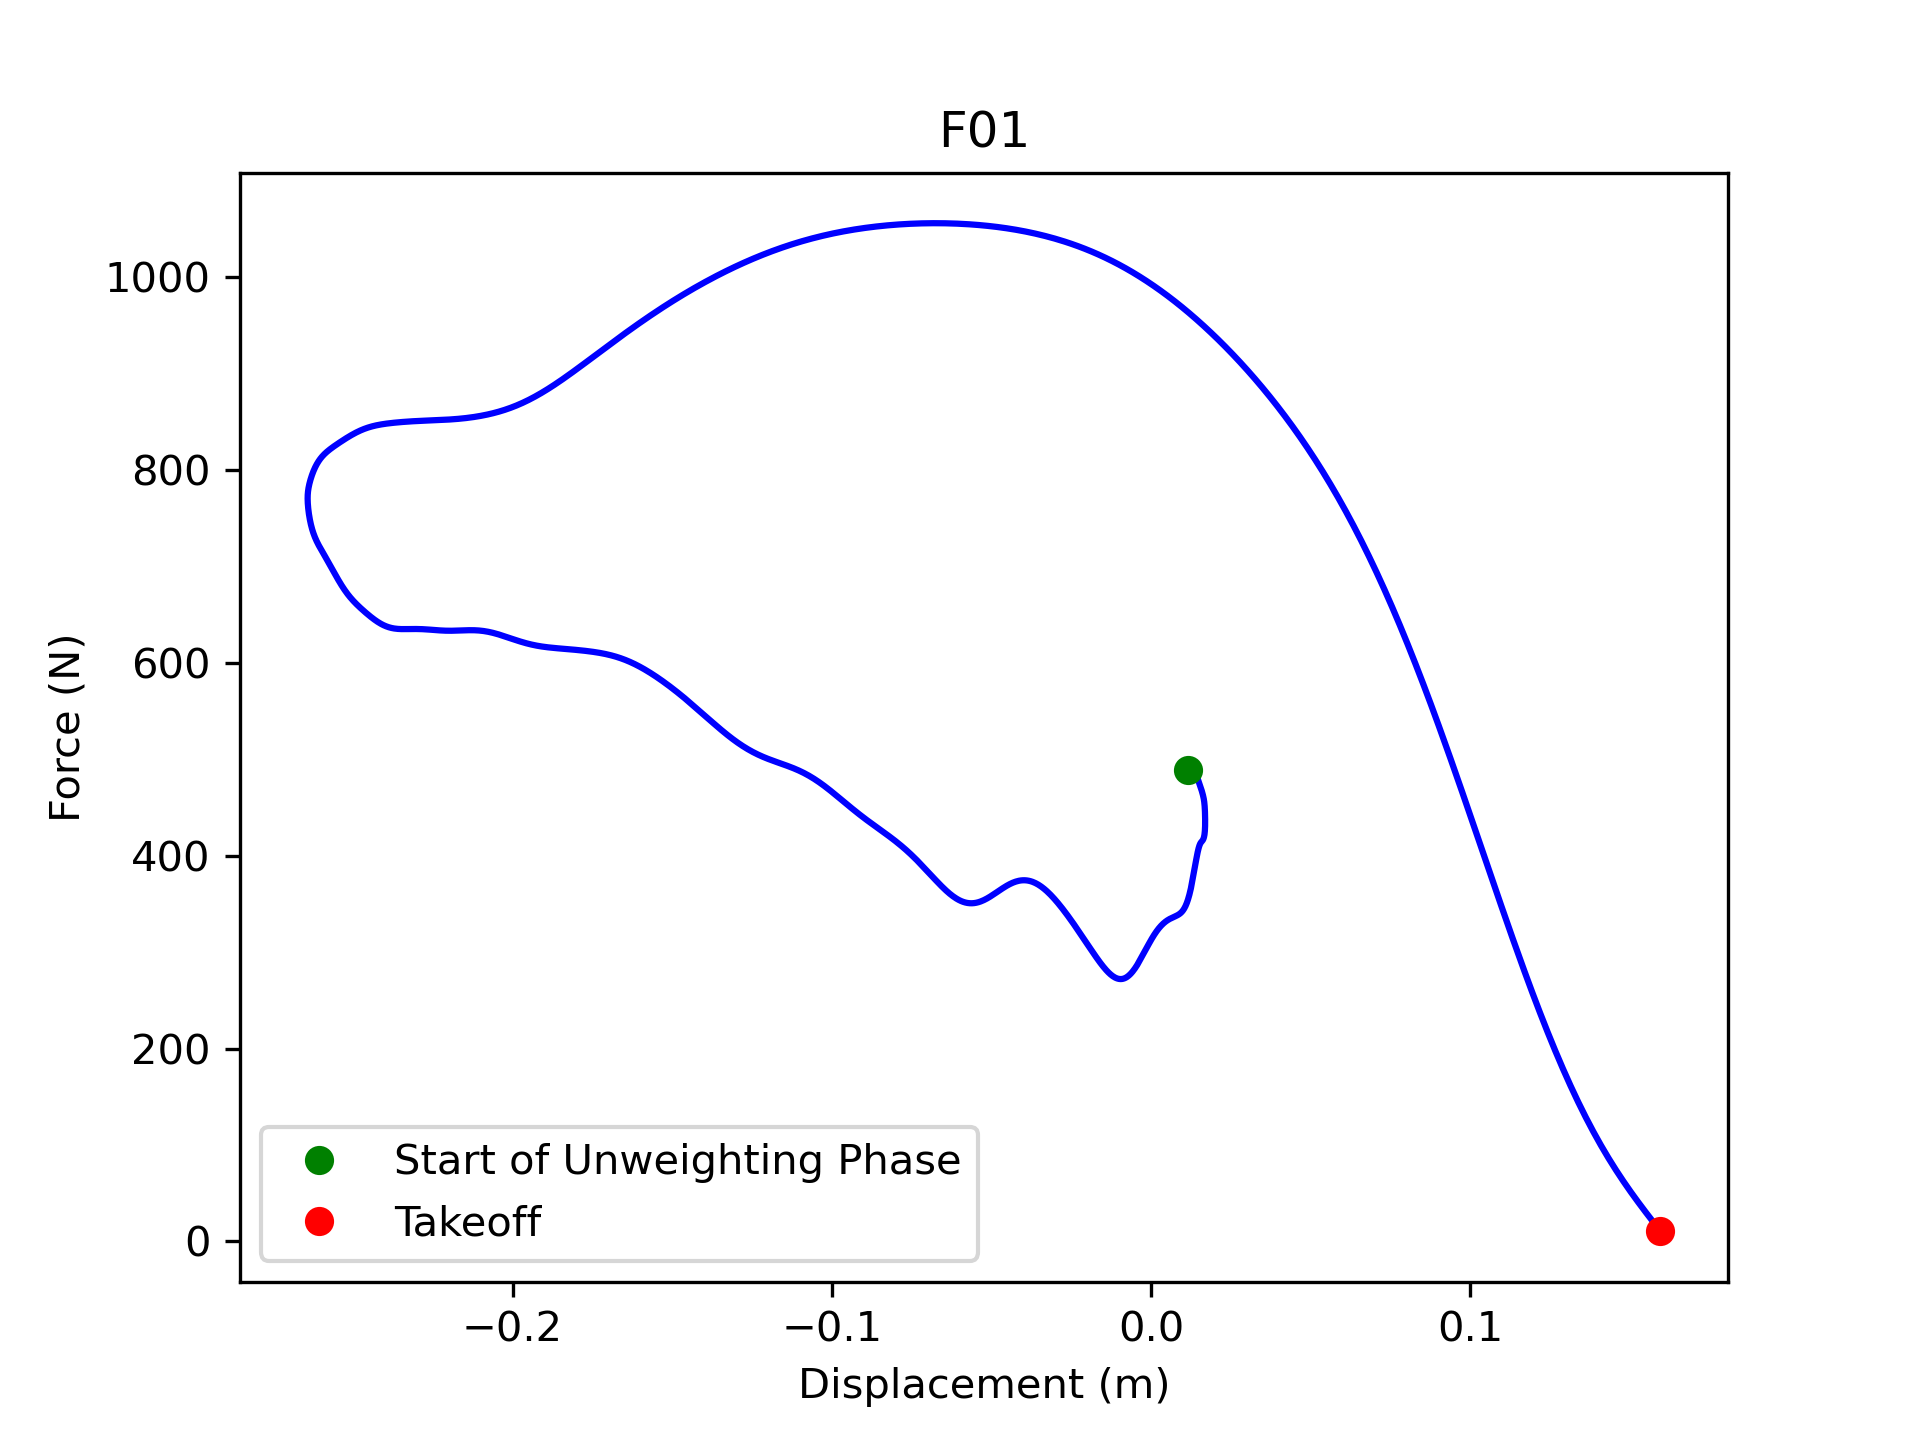 F01
1000
800
600
400
200
0
Force (N)
Start of Unweighting Phase
Takeoff
−0.2 −0.1 0.0 0.1
Displacement (m)